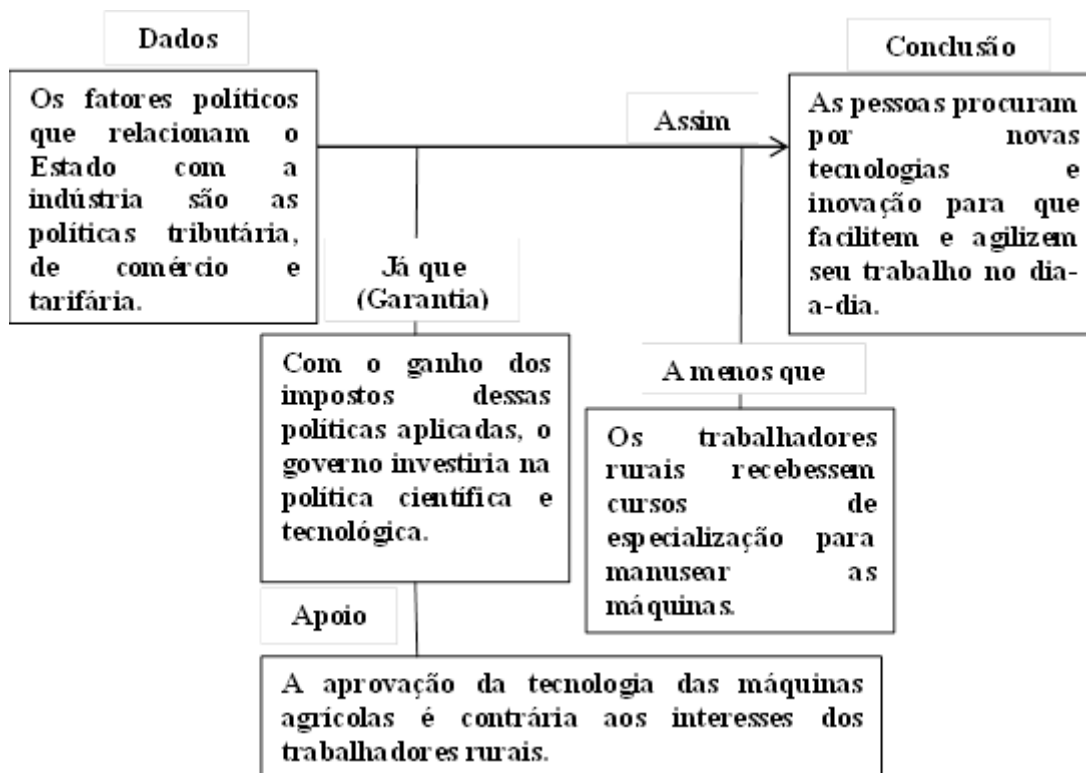 Dados
Os fatores políticos
que relacionam o
Estado com a
indústria são as
políticas tributária,
de comércio e
tarifária.
Assim
Conclusão
As pessoas procuram
por novas
tecnologias e
inovação para que
facilitem e agilizem
seu trabalho no dia-
a-dia.
Já que
(Garantia)
Com o ganho dos
impostos dessas
políticas aplicadas, o
governo investiria na
política científica e
tecnológica.
A menos que
Os trabalhadores
rurais recebessem
cursos de
especialização para
manusear as
máquinas.
Apoio
A aprovação da tecnologia das máquinas
agrícolas é contrária aos interesses dos
trabalhadores rurais.